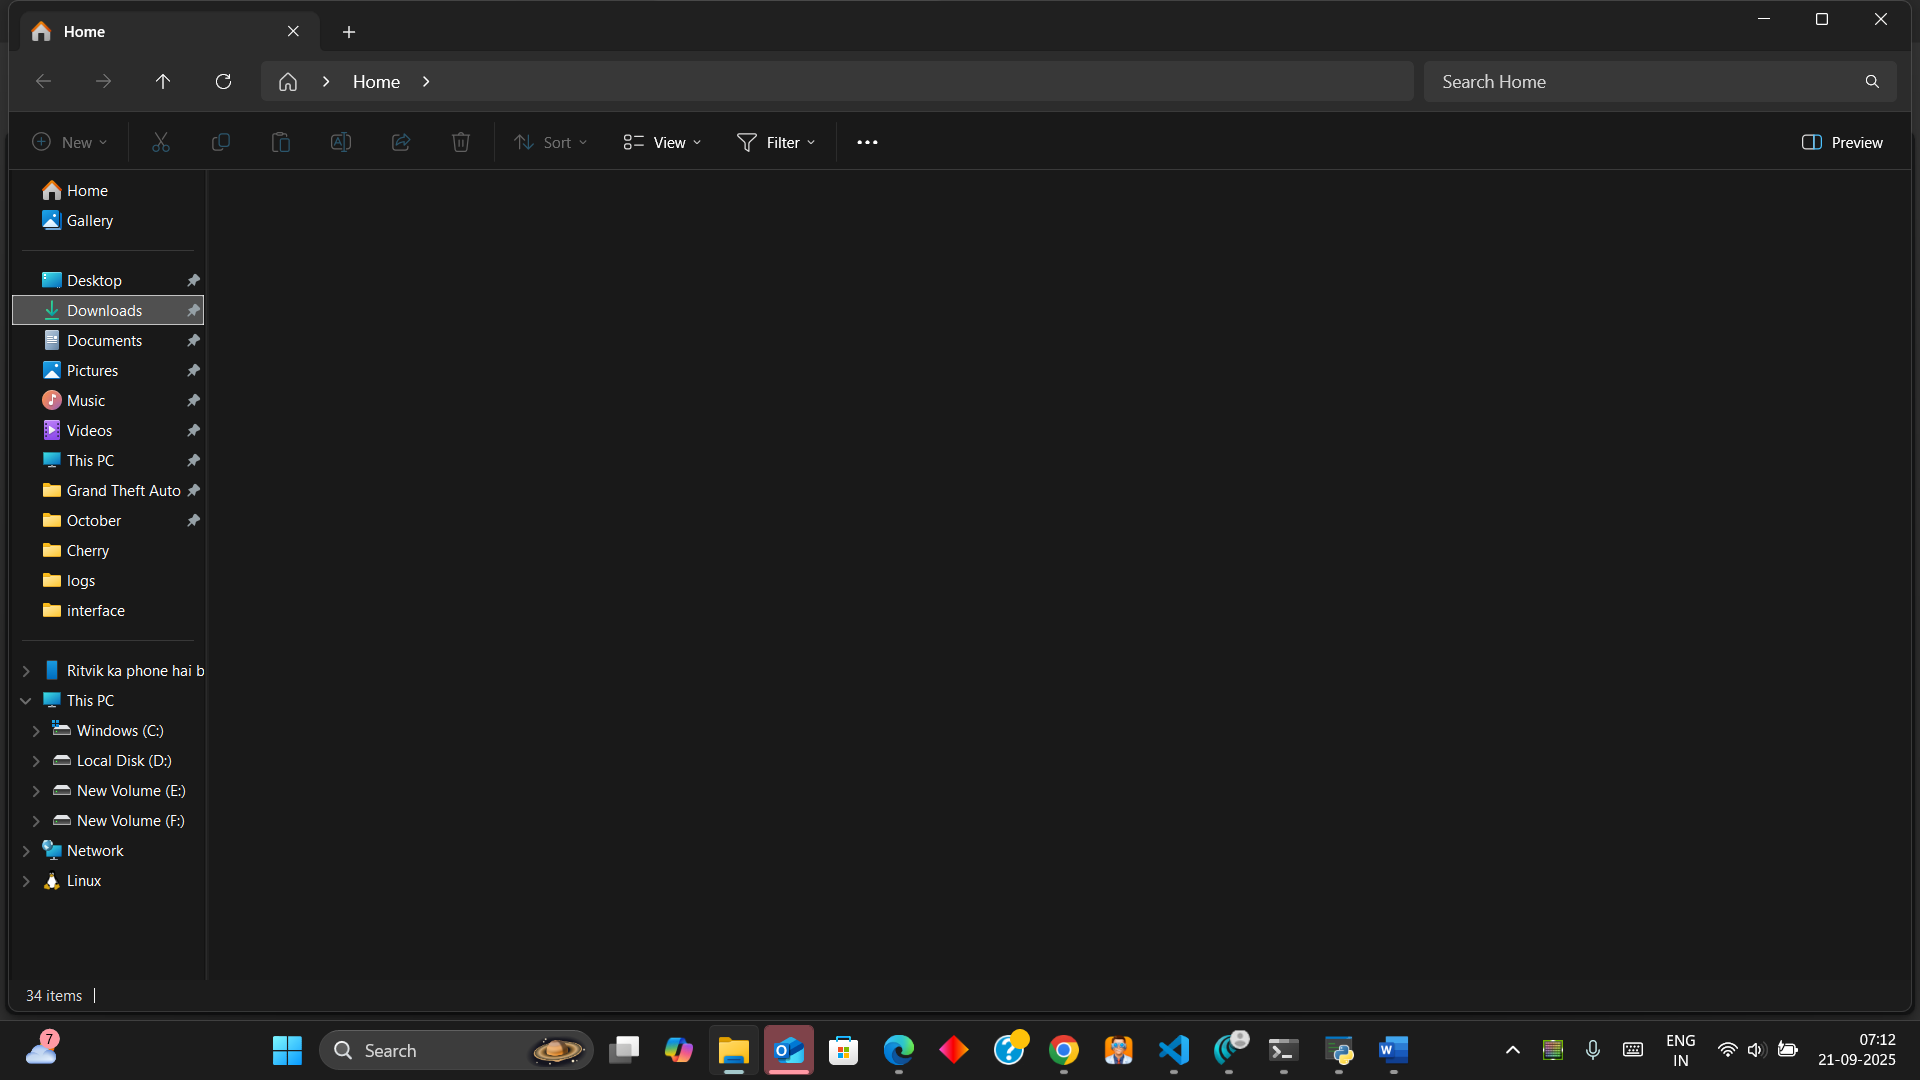 Home
Home
Search Home
New
Sort
View
Filter
Preview
Home
Gallery
Desktop
Downloads
Documents
Pictures
Music
Videos
This PC
Grand Theft Auto
October
Cherry
logs
interface
Ritvik ka phone hai b
This PC
Windows (C:)
Local Disk (D:)
New Volume (E:)
New Volume (F:)
Network
Linux
34 items
7
Search
ENG
IN
07:12
21-09-2025